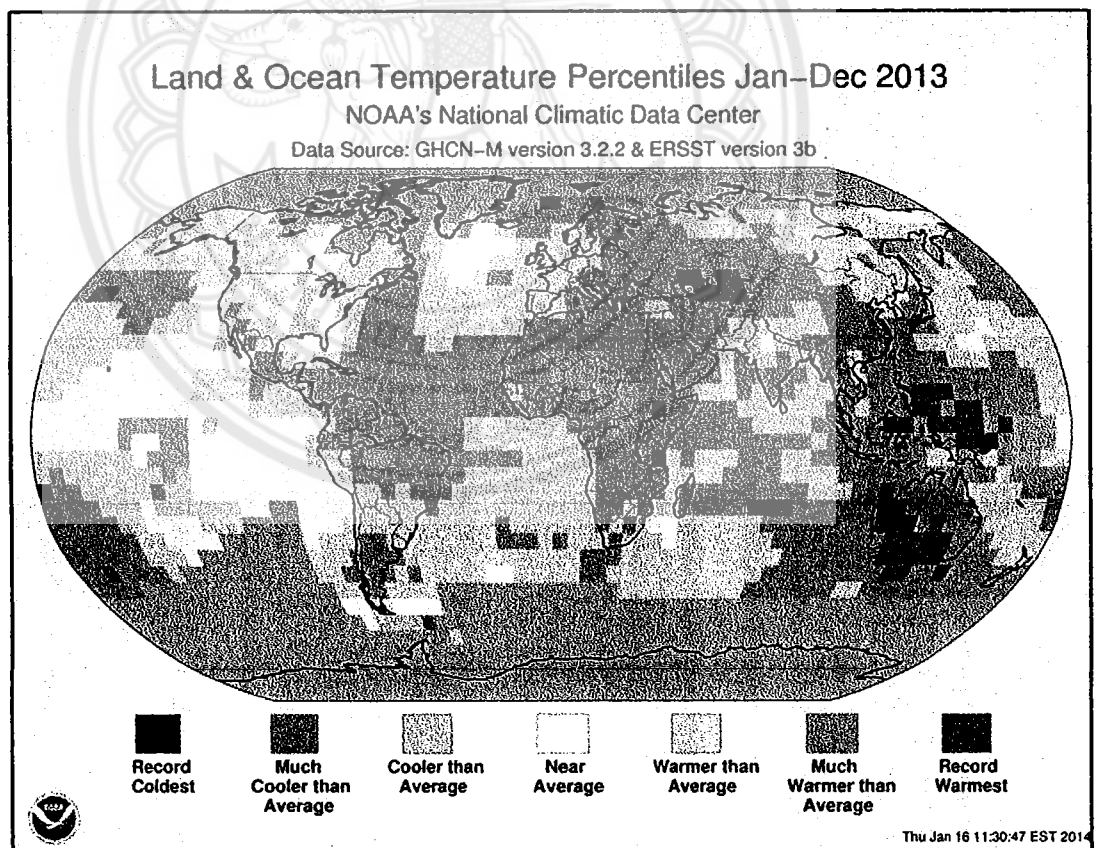 Land & Ocean Temperature Percentiles Jan–Dec 2013
NOAA's National Climatic Data Center
Data Source: GHCN–M version 3.2.2 & ERSST version 3b
Record
Coldest
Much
Cooler than
Average
Cooler than
Average
Near
Average
Warmer than
Average
Much
Warmer than
Average
Record
Warmest
Thu Jan 16 11:30:47 EST 2014